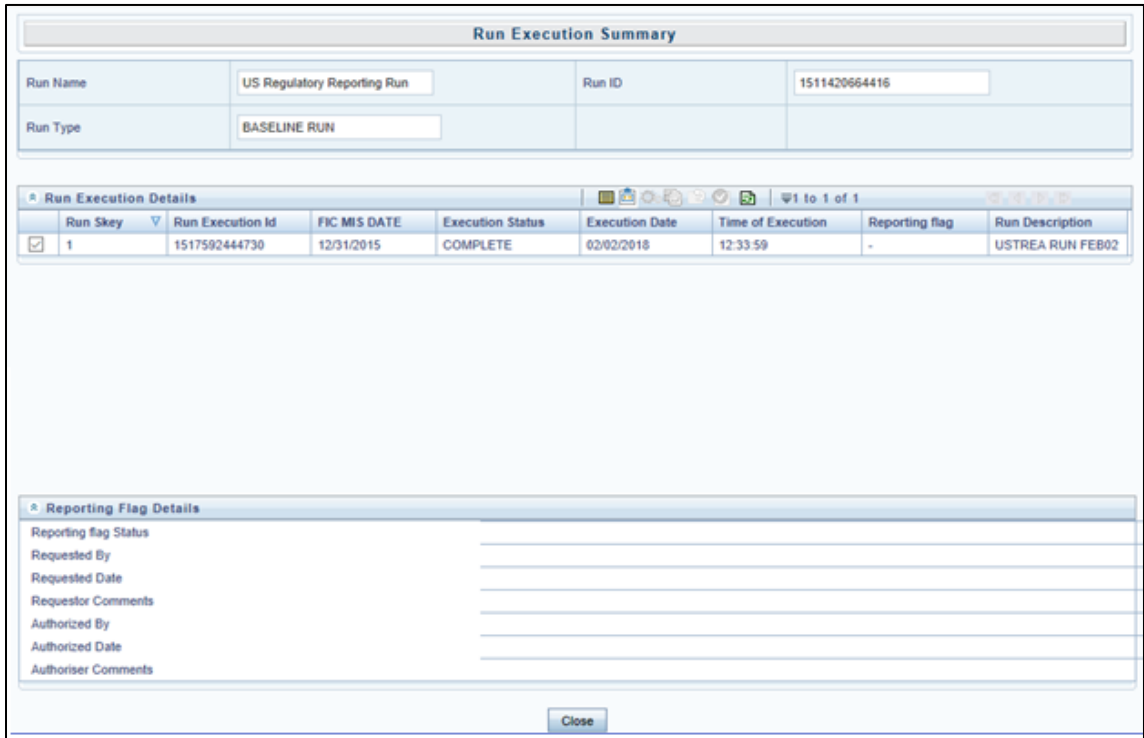 Run Execution Summary
Run Name US Regulatory Reporting Run Run ID 1511420664416
Run Type BASELINE RUN
Run Execution Details 1 to 1 of 1
Run Skey Run Execution Id FIC MIS DATE Execution Status Execution Date Time of Execution Reporting flag Run Description
1 1517592444730 12/31/2015 COMPLETE 02/02/2018 12:33:59 - USTREA RUN FEB02
Reporting Flag Details
Reporting flag Status
Requested By
Requested Date
Requestor Comments
Authorized By
Authorized Date
Authoriser Comments
Close